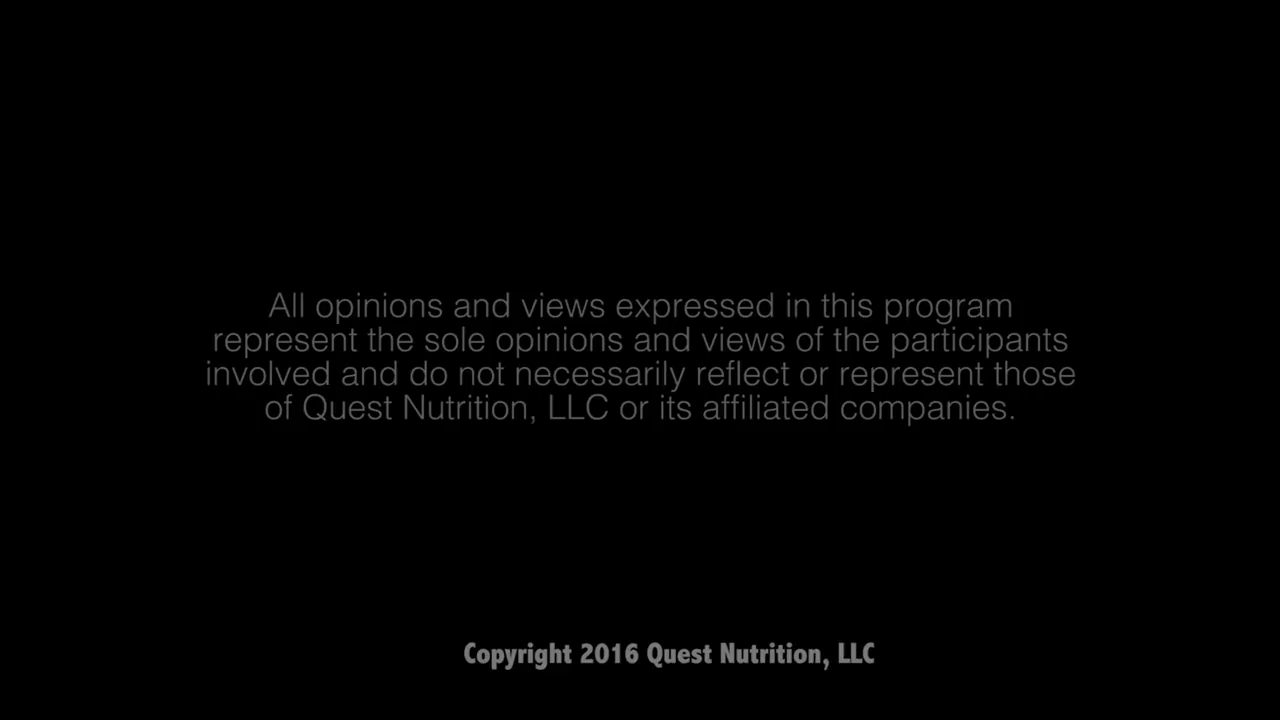 All opinions and views expressed in this program
represent the sole opinions and views of the participants
involved and do not necessarily reflect or represent those
of Quest Nutrition, LLC or its affiliated companies.
Copyright 2016 Quest Nutrition, LLC